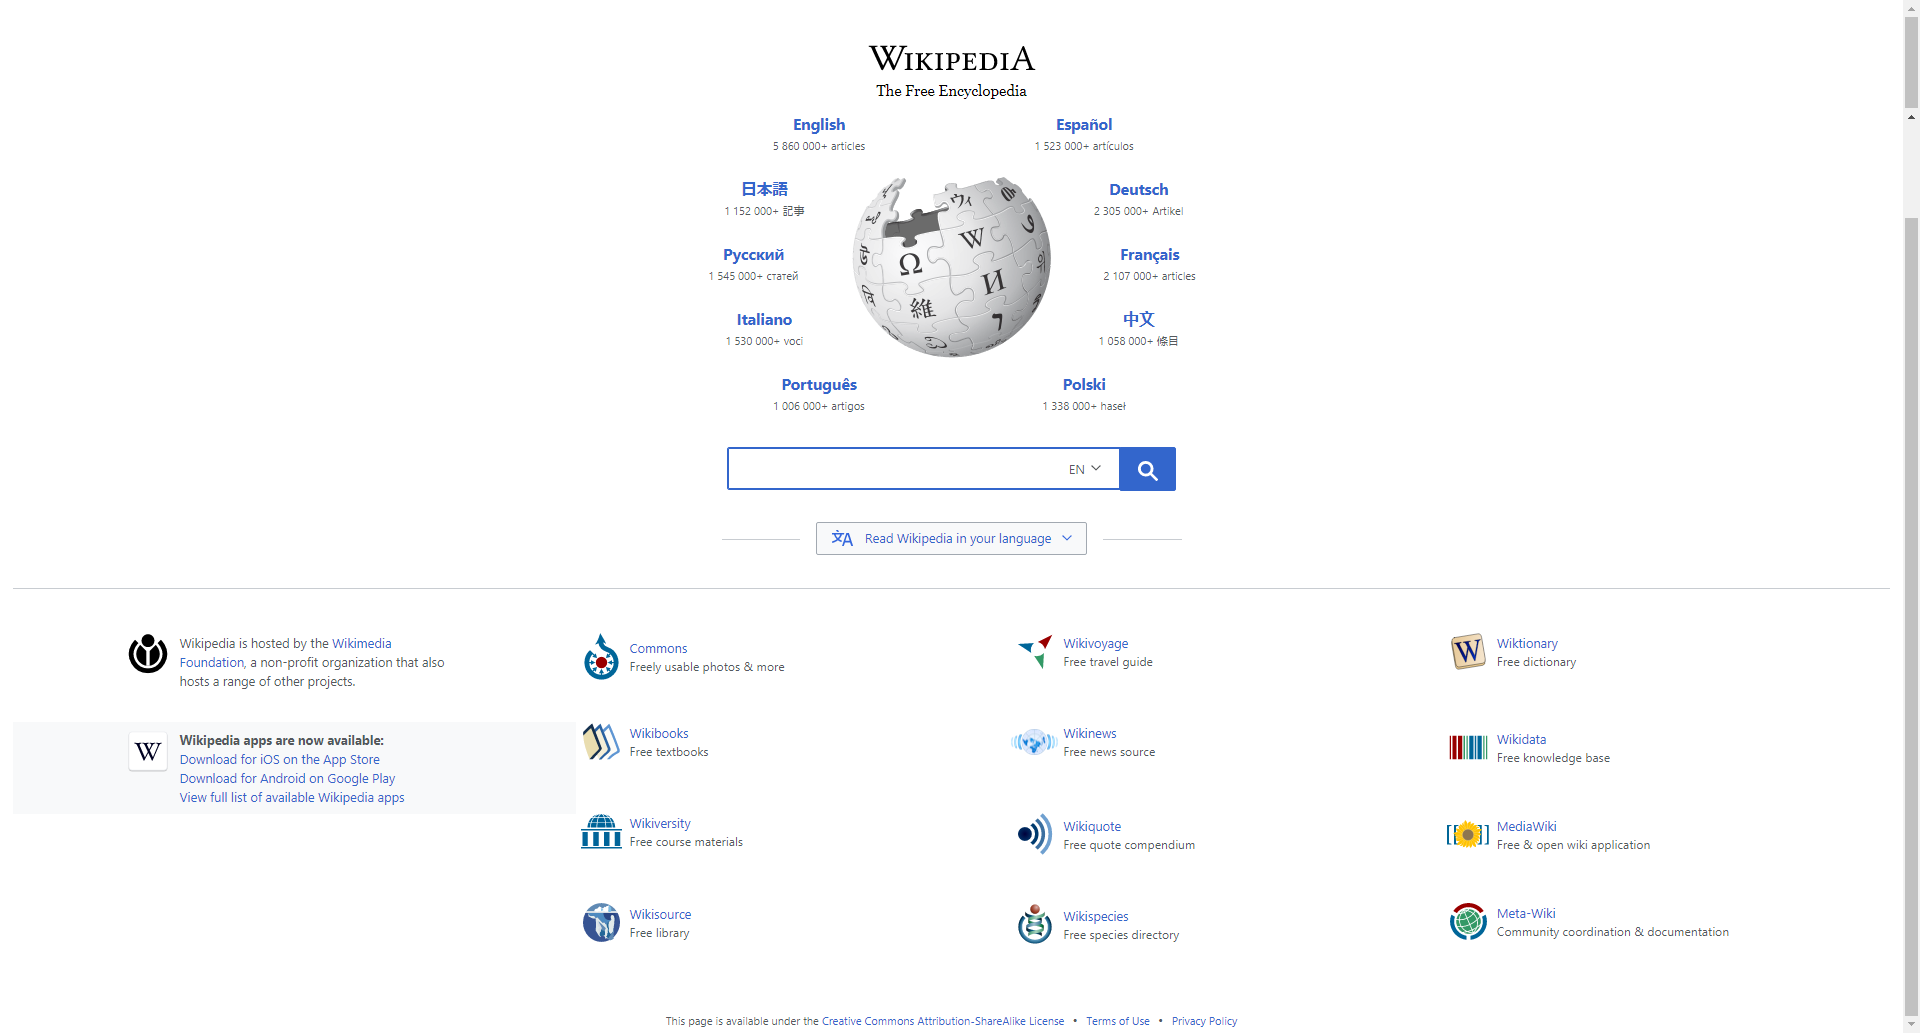 WIKIPEDIA
The Free Encyclopedia
English
5 860 000+ articles
Español
1 523 000+ artículos
日本語
1 152 000+ 記事
Deutsch
2 305 000+ Artikel
Русский
1 545 000+ статей
Français
2 107 000+ articles
Italiano
1 530 000+ voci
中文
1 058 000+ 條目
Português
1 006 000+ artigos
Polski
1 338 000+ haseł
EN
Read Wikipedia in your language
Wikipedia is hosted by the Wikimedia
Foundation, a non-profit organization that also
hosts a range of other projects.
Wikipedia apps are now available:
Download for iOS on the App Store
Download for Android on Google Play
View full list of available Wikipedia apps
Commons
Freely usable photos & more
Wikivoyage
Free travel guide
Wiktionary
Free dictionary
Wikibooks
Free textbooks
Wikinews
Free news source
Wikidata
Free knowledge base
Wikiversity
Free course materials
Wikiquote
Free quote compendium
MediaWiki
Free & open wiki application
Wikisource
Free library
Wikispecies
Free species directory
Meta-Wiki
Community coordination & documentation
This page is available under the Creative Commons Attribution-ShareAlike License • Terms of Use • Privacy Policy